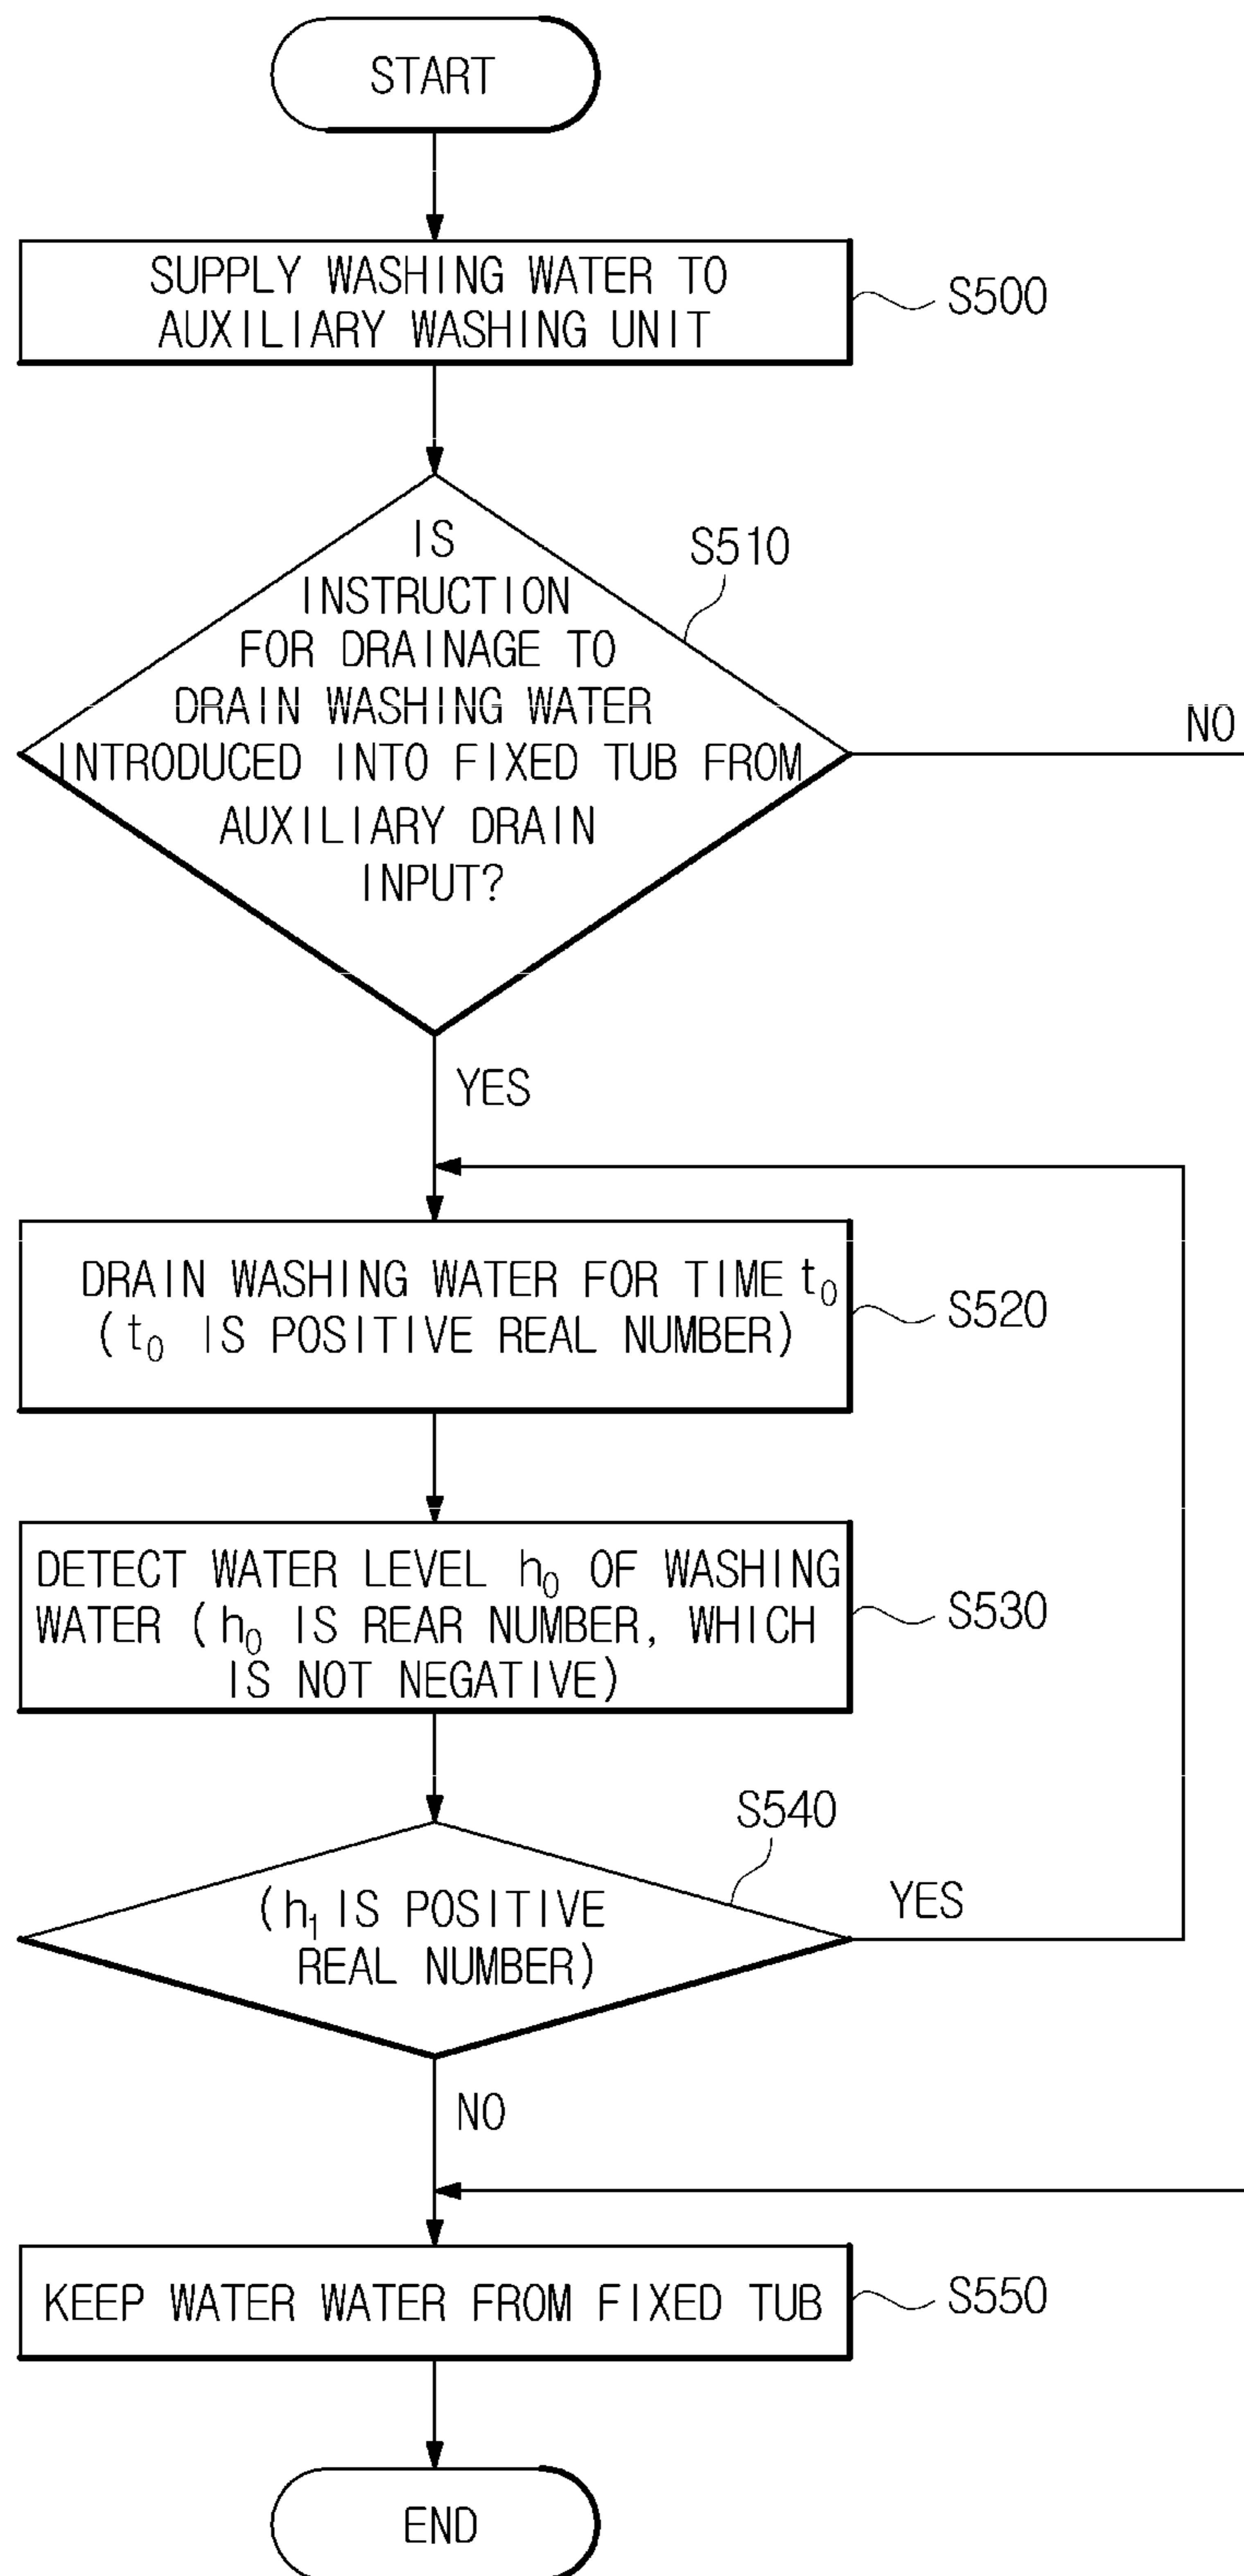 START
SUPPLY WASHING WATER TO
AUXILIARY WASHING UNIT
S500
IS
INSTRUCTION
FOR DRAINAGE TO
DRAIN WASHING WATER
INTRODUCED INTO FIXED TUB FROM
AUXILIARY DRAIN
INPUT?
S510
NO
YES
DRAIN WASHING WATER FOR TIME t₀
(t₀ IS POSITIVE REAL NUMBER)
S520
DETECT WATER LEVEL h₀ OF WASHING
WATER (h₀ IS REAR NUMBER, WHICH
IS NOT NEGATIVE)
S530
S540
(h₁ IS POSITIVE
REAL NUMBER)
YES
NO
KEEP WATER WATER FROM FIXED TUB
S550
END